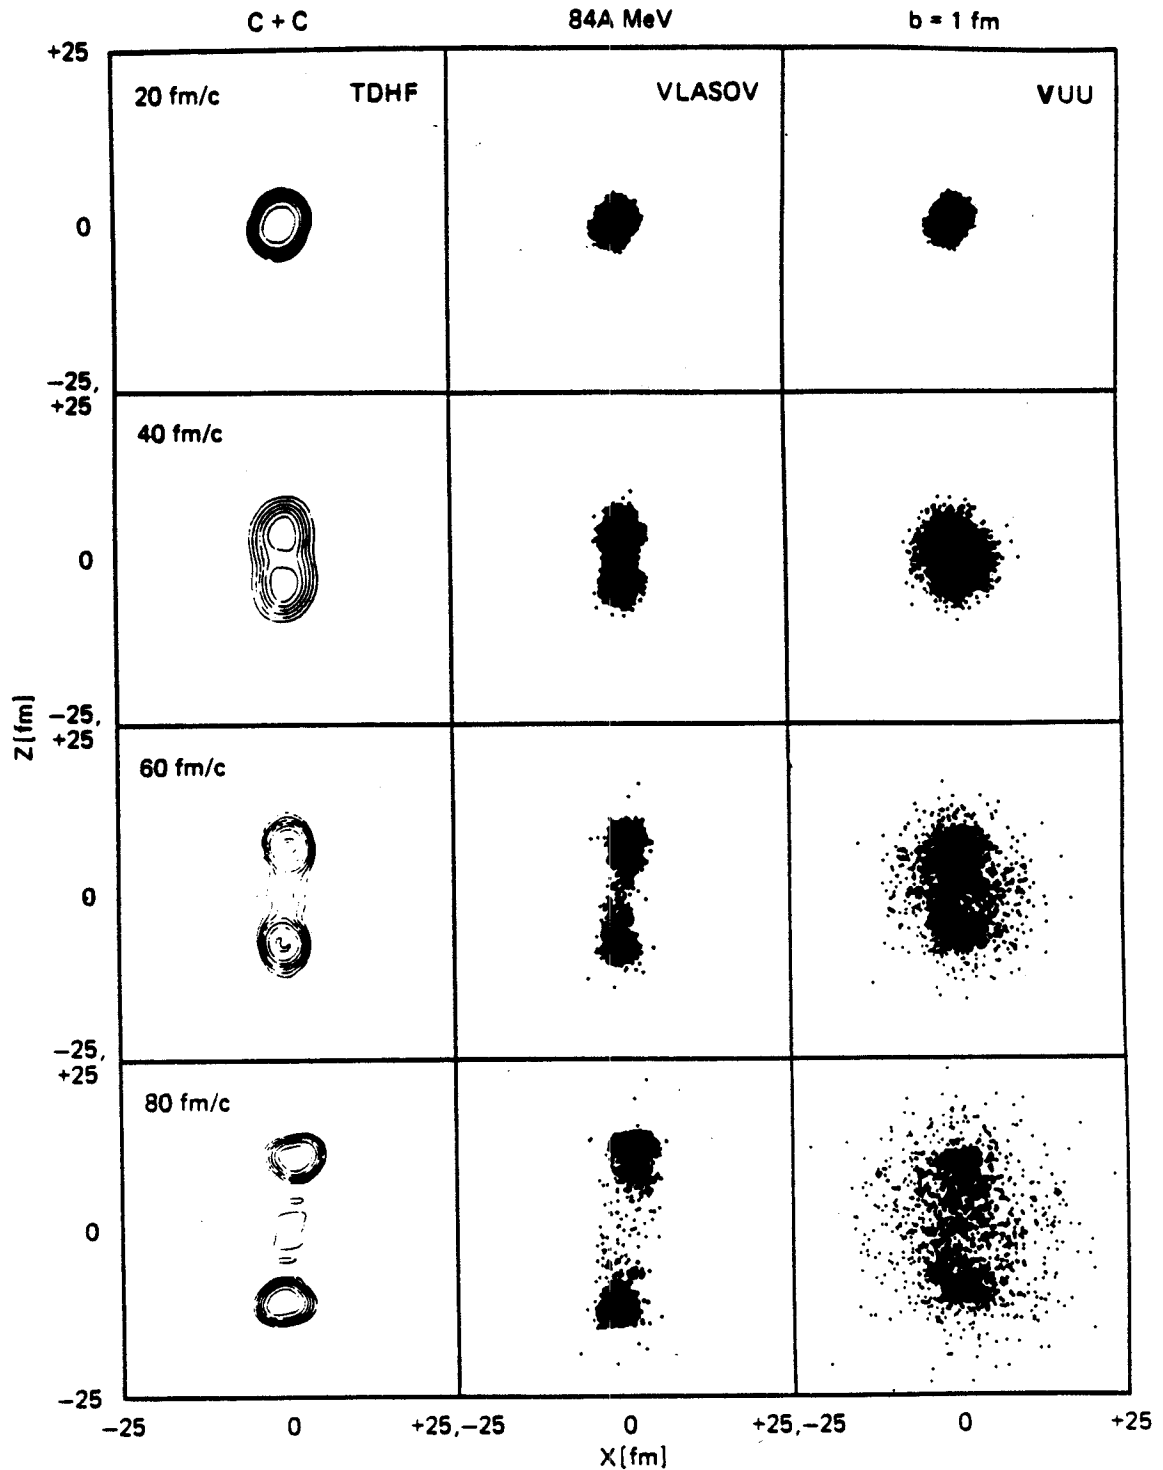 C + C 84A MeV b = 1 fm
+25
20 fm/c TDHF VLASOV VUU
0
−25,
+25
40 fm/c
0
−25,
+25
60 fm/c
0
−25,
+25
80 fm/c
0
−25
−25 0 +25,−25 0 +25,−25 0 +25
X[fm]
Z[fm]